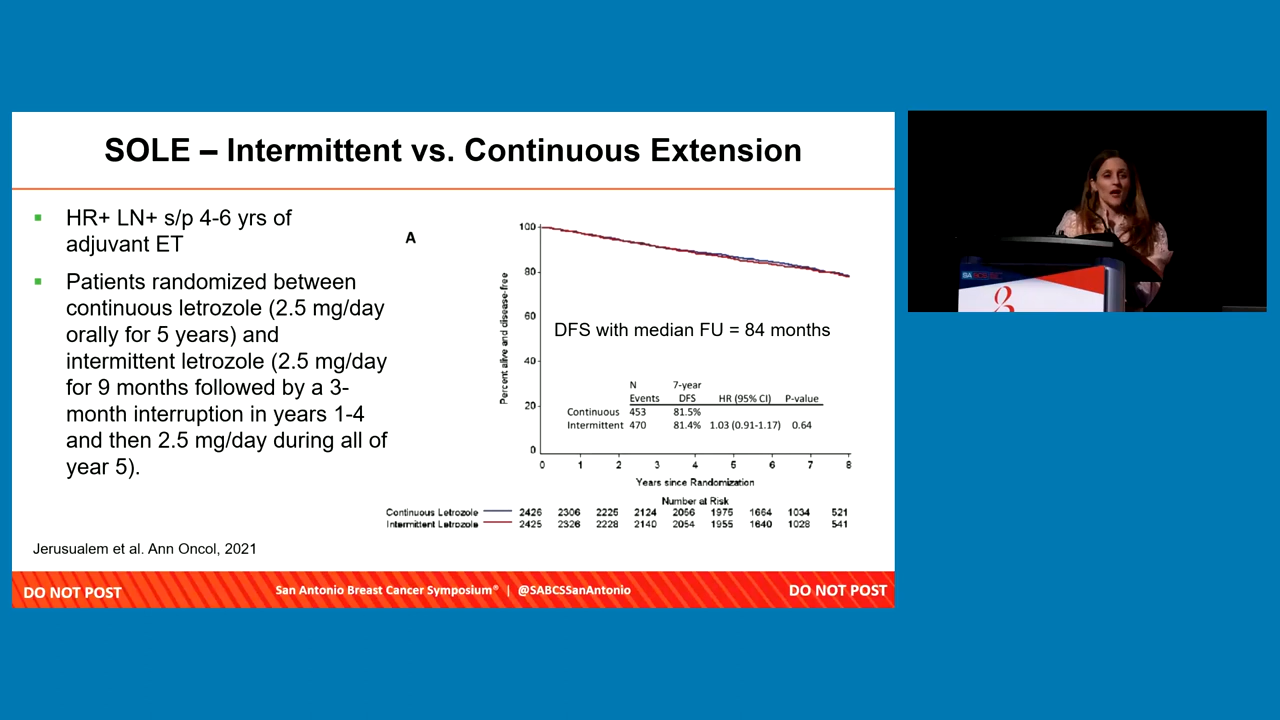 SOLE – Intermittent vs. Continuous Extension
▪ HR+ LN+ s/p 4-6 yrs of
adjuvant ET
▪ Patients randomized between
continuous letrozole (2.5 mg/day
orally for 5 years) and
intermittent letrozole (2.5 mg/day
for 9 months followed by a 3-
month interruption in years 1-4
and then 2.5 mg/day during all of
year 5).
Jerusualem et al. Ann Oncol, 2021
A
Percent alive and disease-free
100
80
60
40
20
0
DFS with median FU = 84 months
N 7-year
Events DFS HR (95% CI) P-value
Continuous 453 81.5%
Intermittent 470 81.4% 1.03 (0.91-1.17) 0.64
0 1 2 3 4 5 6 7 8
Years since Randomization
Number at Risk
Continuous Letrozole 2426 2306 2225 2124 2056 1975 1664 1034 521
Intermittent Letrozole 2425 2326 2228 2140 2054 1955 1640 1028 541
DO NOT POST San Antonio Breast Cancer Symposium® | @SABCSSanAntonio DO NOT POST